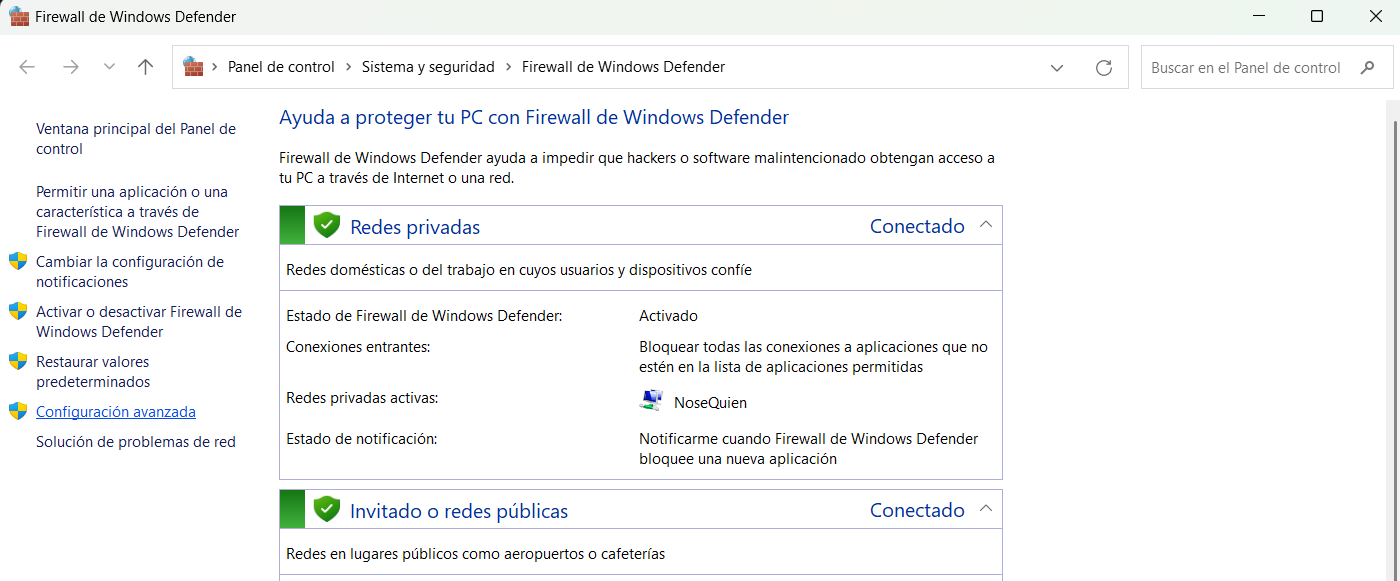 Firewall de Windows Defender
Panel de control > Sistema y seguridad > Firewall de Windows Defender
Buscar en el Panel de control
Ventana principal del Panel de
control
Permitir una aplicación o una
característica a través de
Firewall de Windows Defender
Cambiar la configuración de
notificaciones
Activar o desactivar Firewall de
Windows Defender
Restaurar valores
predeterminados
Configuración avanzada
Solución de problemas de red
Ayuda a proteger tu PC con Firewall de Windows Defender
Firewall de Windows Defender ayuda a impedir que hackers o software malintencionado obtengan acceso a
tu PC a través de Internet o una red.
Redes privadas Conectado
Redes domésticas o del trabajo en cuyos usuarios y dispositivos confíe
Estado de Firewall de Windows Defender: Activado
Conexiones entrantes: Bloquear todas las conexiones a aplicaciones que no
estén en la lista de aplicaciones permitidas
Redes privadas activas: NoseQuien
Estado de notificación: Notificarme cuando Firewall de Windows Defender
bloquee una nueva aplicación
Invitado o redes públicas Conectado
Redes en lugares públicos como aeropuertos o cafeterías